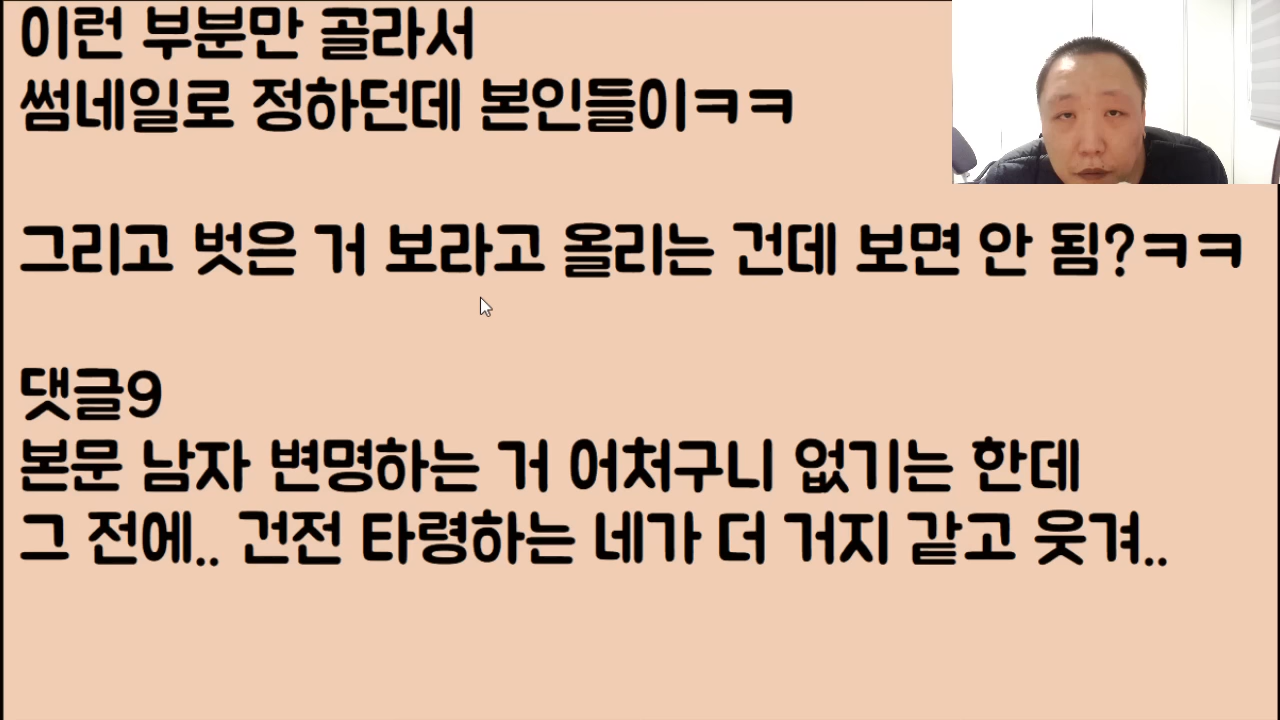 이런 부분만 골라서
썸네일로 정하던데 본인들이ㅋㅋ
그리고 벗은 거 보라고 올리는 건데 보면 안 됨?ㅋㅋ
댓글9
본문 남자 변명하는 거 어처구니 없기는 한데
그 전에.. 건전 타령하는 네가 더 거지 같고 웃겨..